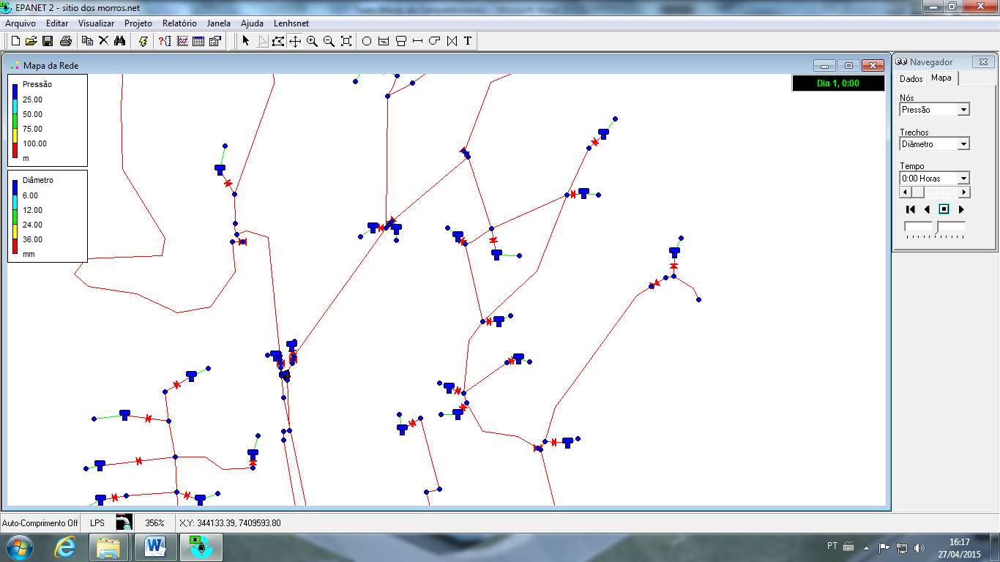 EPANET 2 - sitio dos morros.net
Arquivo Editar Visualizar Projeto Relatório Janela Ajuda Lenhsnet
T
Mapa da Rede
Pressão
25.00
50.00
75.00
100.00
m
Diâmetro
6.00
12.00
24.00
36.00
mm
Dia 1, 0:00
Navegador
Dados Mapa
Nós
Pressão
Trechos
Diâmetro
Tempo
0:00 Horas
Auto-Comprimento Off LPS 356% X,Y: 344133.39, 7409593.80
PT
16:17
27/04/2015